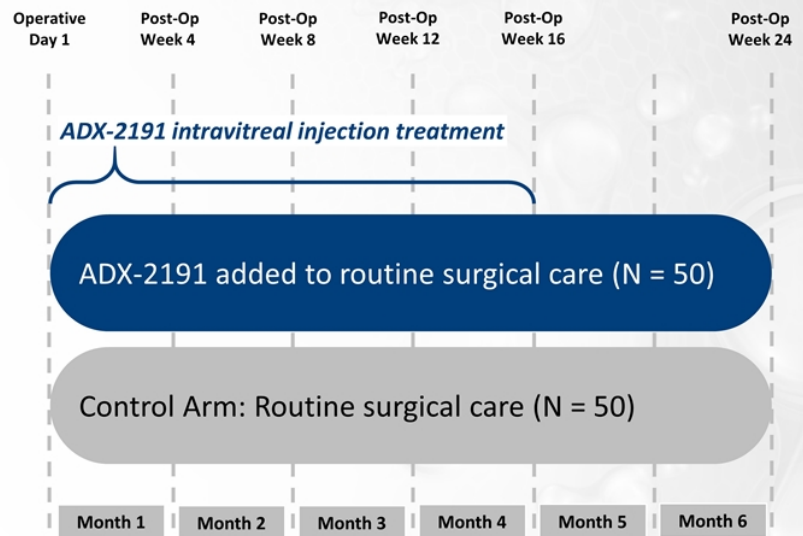 Operative
Day 1
Post-Op
Week 4
Post-Op
Week 8
Post-Op
Week 12
Post-Op
Week 16
Post-Op
Week 24
ADX-2191 intravitreal injection treatment
ADX-2191 added to routine surgical care (N = 50)
Control Arm: Routine surgical care (N = 50)
Month 1
Month 2
Month 3
Month 4
Month 5
Month 6